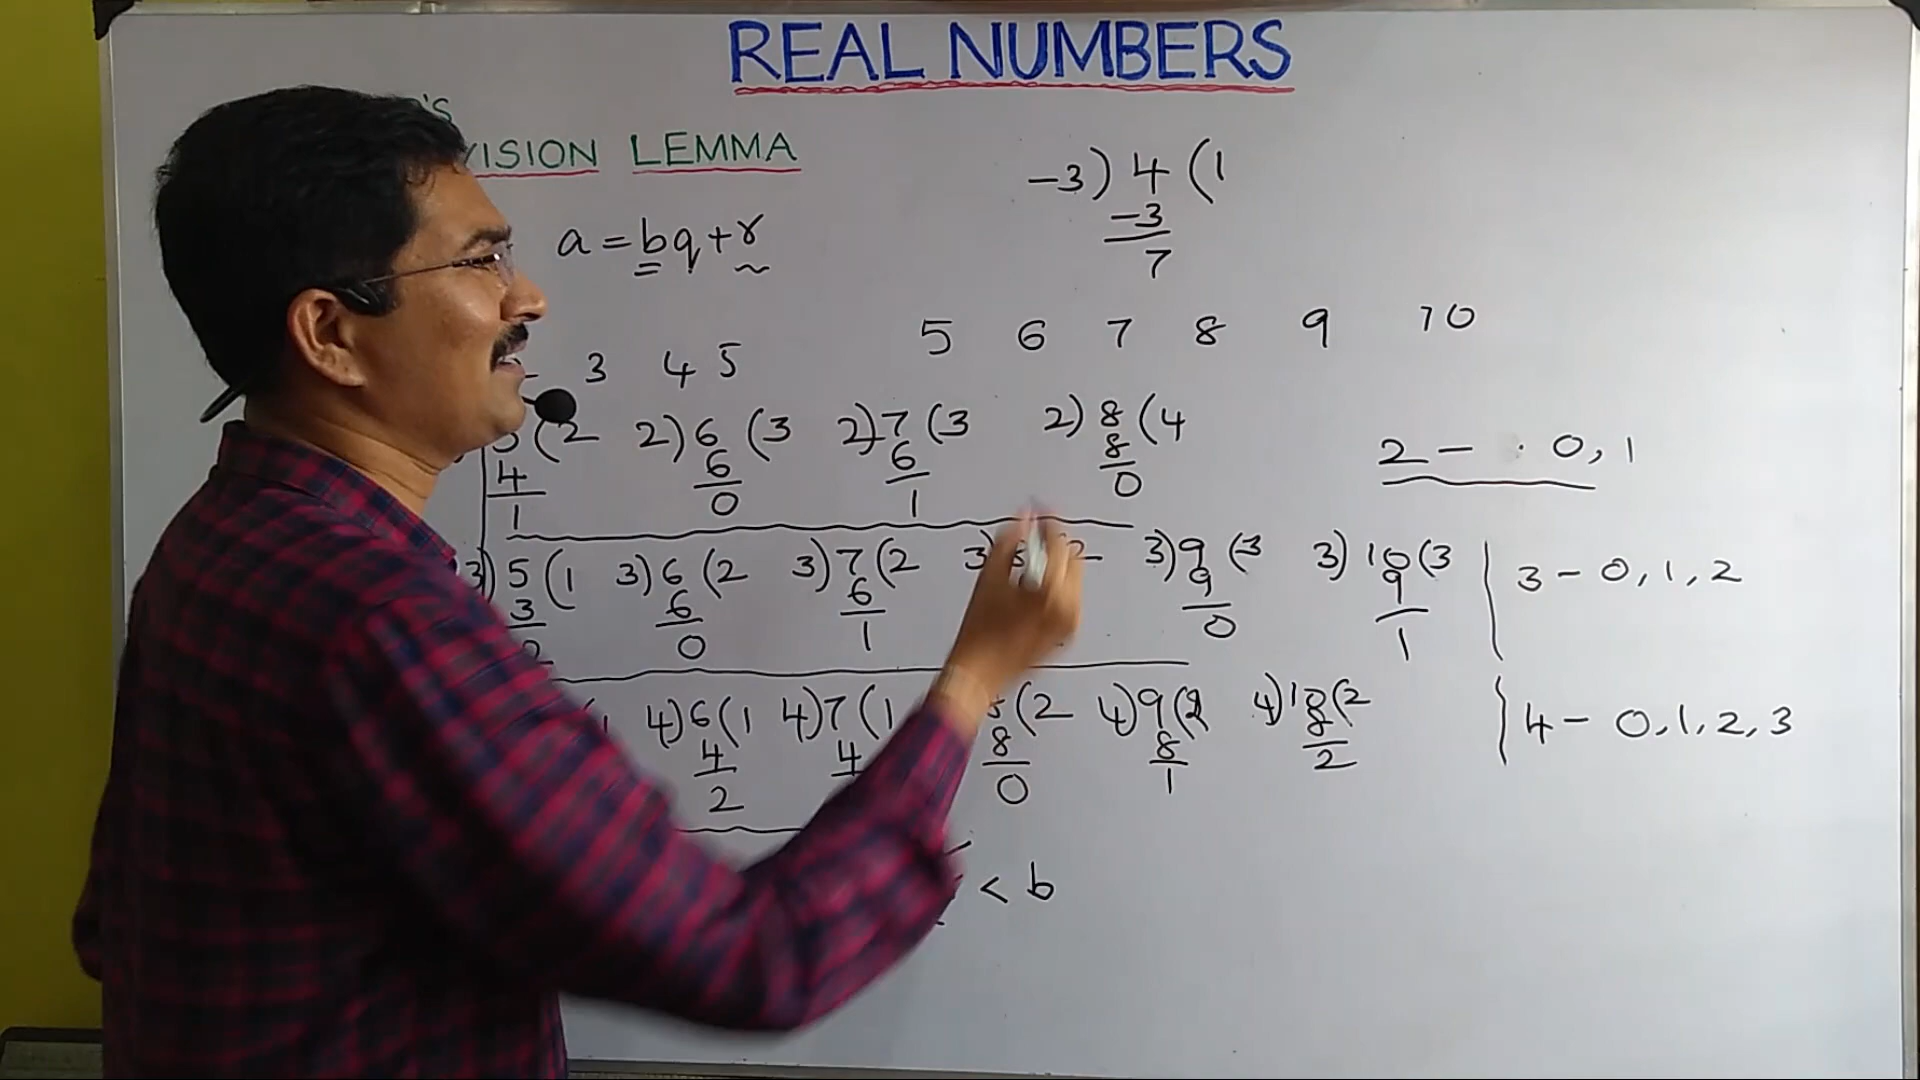 REAL NUMBERS
'S
VISION LEMMA
a = bq + r
-3) 4 (1
-3
7
3 4 5
5 6 7 8 9 10
5 (2 2) 6 (3 2) 7 (3 2) 8 (4
4 6 6 8
1 0 1 0
2 - 0, 1
3) 5 (1 3) 6 (2 3) 7 (2 3) 3) 9 (3 3) 10 (3
3 6 6 9 9
0 1 0 1
3 - 0, 1, 2
4) 6 (1 4) 7 (1 (2 4) 9 (2 4) 10 (2
4 4 8 8 8
2 0 1 2
4 - 0, 1, 2, 3
< b